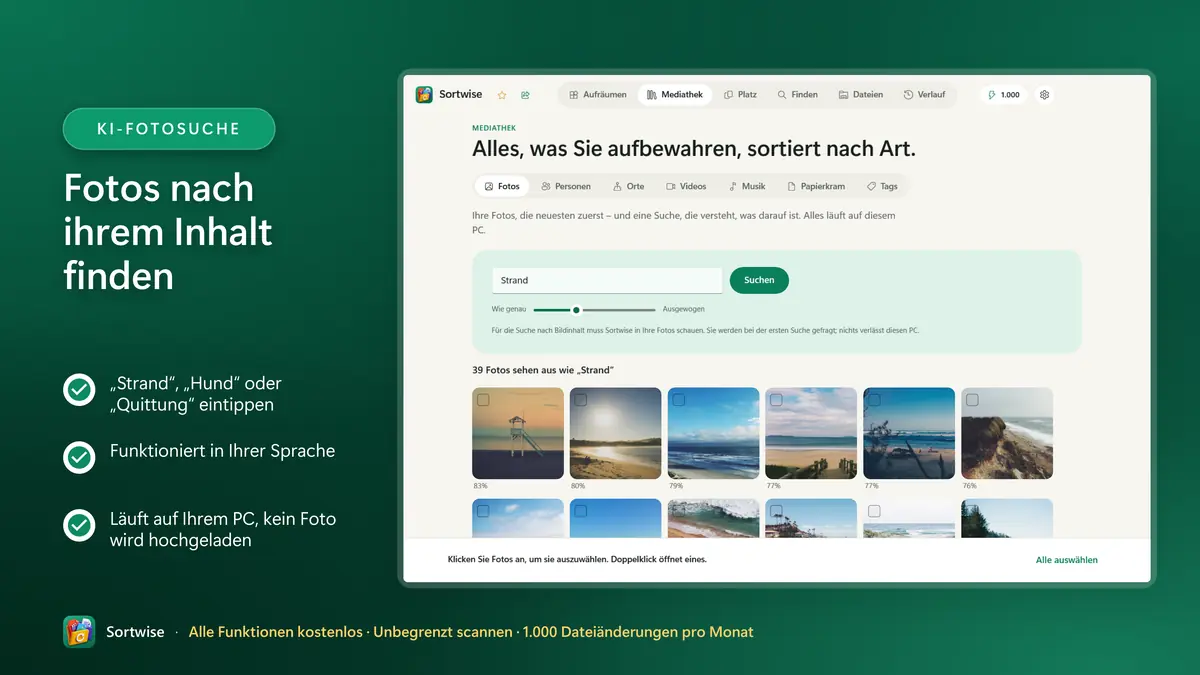 KI-FOTOSUCHE
Fotos nach
ihrem Inhalt
finden
„Strand“, „Hund“ oder
„Quittung“ eintippen
Funktioniert in Ihrer Sprache
Läuft auf Ihrem PC, kein Foto
wird hochgeladen
Sortwise
Aufräumen
Mediathek
Platz
Finden
Dateien
Verlauf
1.000
MEDIATHEK
Alles, was Sie aufbewahren, sortiert nach Art.
Fotos
Personen
Orte
Videos
Musik
Papierkram
Tags
Ihre Fotos, die neuesten zuerst – und eine Suche, die versteht, was darauf ist. Alles läuft auf diesem
PC.
Strand
Suchen
Wie genau
Ausgewogen
Für die Suche nach Bildinhalt muss Sortwise in Ihre Fotos schauen. Sie werden bei der ersten Suche gefragt; nichts verlässt diesen PC.
39 Fotos sehen aus wie „Strand“
83%
80%
79%
77%
77%
76%
Klicken Sie Fotos an, um sie auszuwählen. Doppelklick öffnet eines.
Alle auswählen
Sortwise · Alle Funktionen kostenlos · Unbegrenzt scannen · 1.000 Dateiänderungen pro Monat